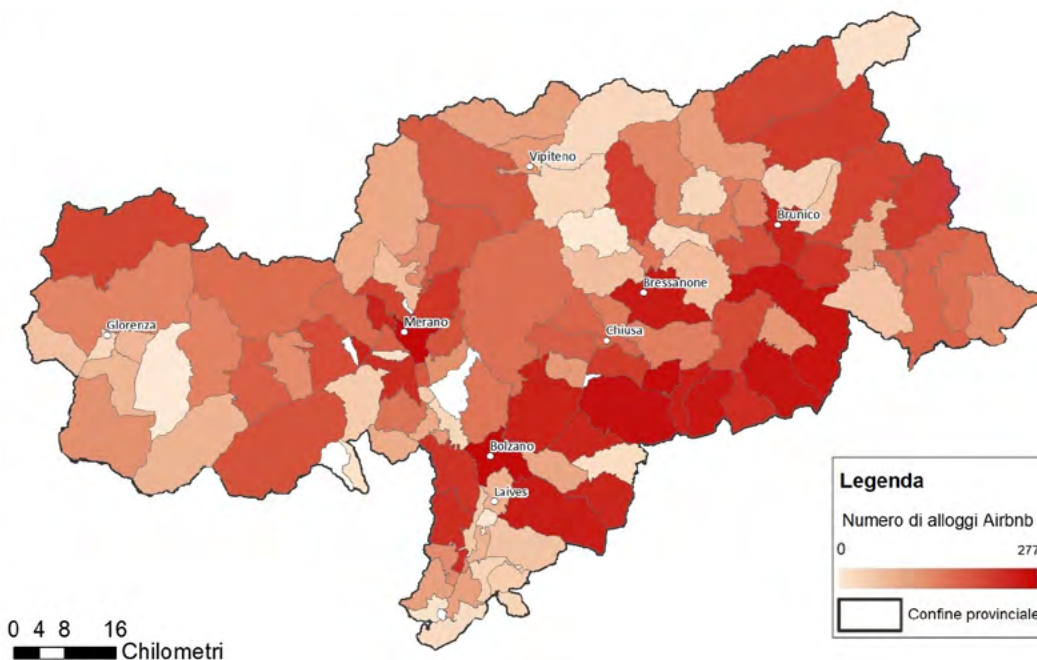 Vipiteno
Brunico
Bressanone
Glorenza
Merano
Chiusa
Bolzano
Laives
Legenda
Numero di alloggi Airbnb
0 277
Confine provinciale
0 4 8 16
Chilometri